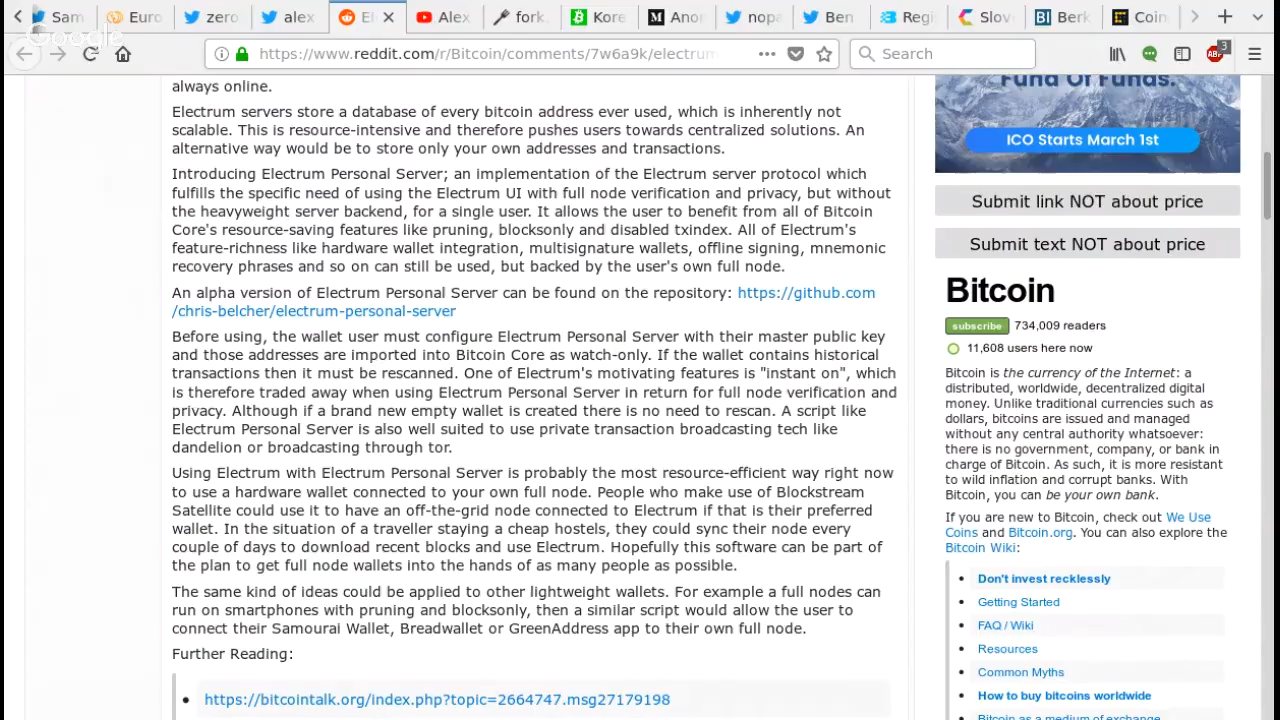 Sam
Euro
zero
alex
El
Ale
fork.
Kore
Anon
nopa
Ben
Regi
Slov
Berk
Coin
Google
https://www.reddit.com/r/Bitcoin/comments/7w6a9k/electrum
Search
ABP
3
always online.
Electrum servers store a database of every bitcoin address ever used, which is inherently not
scalable. This is resource-intensive and therefore pushes users towards centralized solutions. An
alternative way would be to store only your own addresses and transactions.
Introducing Electrum Personal Server; an implementation of the Electrum server protocol which
fulfills the specific need of using the Electrum UI with full node verification and privacy, but without
the heavyweight server backend, for a single user. It allows the user to benefit from all of Bitcoin
Core's resource-saving features like pruning, blocksonly and disabled txindex. All of Electrum's
feature-richness like hardware wallet integration, multisignature wallets, offline signing, mnemonic
recovery phrases and so on can still be used, but backed by the user's own full node.
An alpha version of Electrum Personal Server can be found on the repository: https://github.com
/chris-belcher/electrum-personal-server
Before using, the wallet user must configure Electrum Personal Server with their master public key
and those addresses are imported into Bitcoin Core as watch-only. If the wallet contains historical
transactions then it must be rescanned. One of Electrum's motivating features is "instant on", which
is therefore traded away when using Electrum Personal Server in return for full node verification and
privacy. Although if a brand new empty wallet is created there is no need to rescan. A script like
Electrum Personal Server is also well suited to use private transaction broadcasting tech like
dandelion or broadcasting through tor.
Using Electrum with Electrum Personal Server is probably the most resource-efficient way right now
to use a hardware wallet connected to your own full node. People who make use of Blockstream
Satellite could use it to have an off-the-grid node connected to Electrum if that is their preferred
wallet. In the situation of a traveller staying a cheap hostels, they could sync their node every
couple of days to download recent blocks and use Electrum. Hopefully this software can be part of
the plan to get full node wallets into the hands of as many people as possible.
The same kind of ideas could be applied to other lightweight wallets. For example a full nodes can
run on smartphones with pruning and blocksonly, then a similar script would allow the user to
connect their Samourai Wallet, Breadwallet or GreenAddress app to their own full node.
Further Reading:
https://bitcointalk.org/index.php?topic=2664747.msg27179198
Fund Of Funds.
ICO Starts March 1st
Submit link NOT about price
Submit text NOT about price
Bitcoin
subscribe 734,009 readers
11,608 users here now
Bitcoin is the currency of the Internet: a
distributed, worldwide, decentralized digital
money. Unlike traditional currencies such as
dollars, bitcoins are issued and managed
without any central authority whatsoever:
there is no government, company, or bank in
charge of Bitcoin. As such, it is more resistant
to wild inflation and corrupt banks. With
Bitcoin, you can be your own bank.
If you are new to Bitcoin, check out We Use
Coins and Bitcoin.org. You can also explore the
Bitcoin Wiki:
Don't invest recklessly
Getting Started
FAQ / Wiki
Resources
Common Myths
How to buy bitcoins worldwide
Bitcoin as a medium of exchange